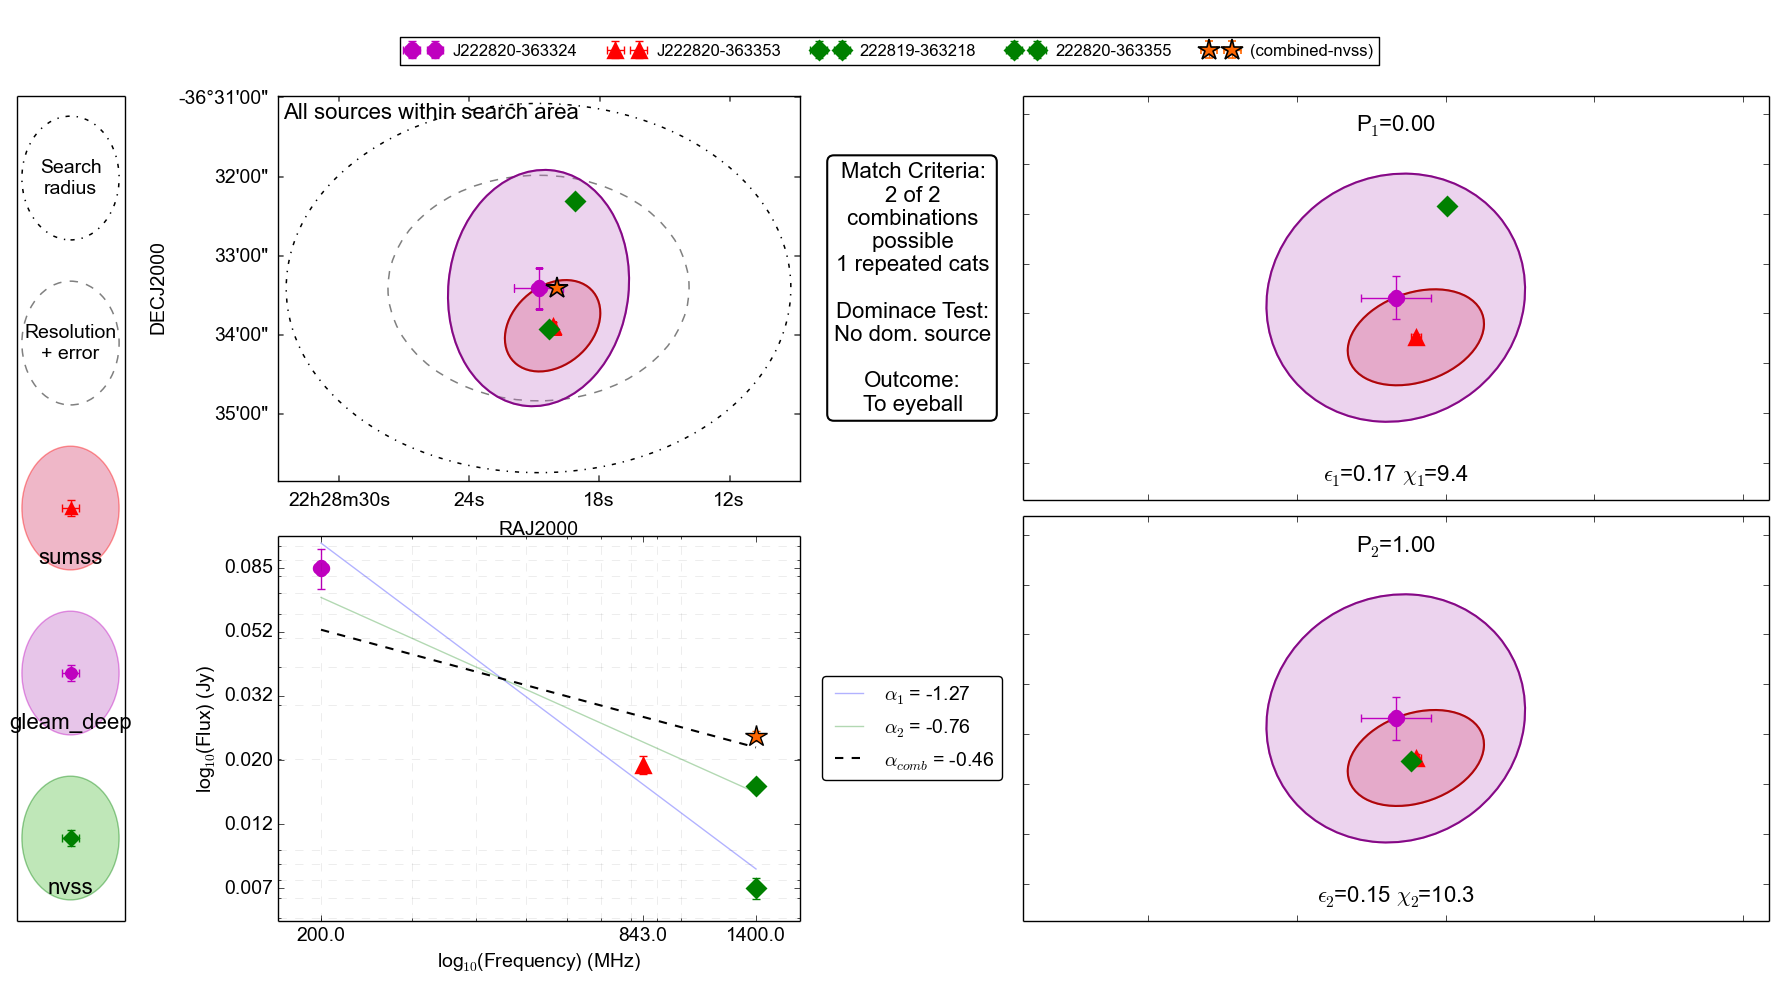 J222820-363324 J222820-363353 222819-363218 222820-363355 (combined-nvss)
Search
radius
Resolution
+ error
sumss
gleam_deep
nvss
All sources within search area
-36°31'00"
32'00"
33'00"
34'00"
35'00"
DECJ2000
22h28m30s 24s 18s 12s
RAJ2000
Match Criteria:
2 of 2
combinations
possible
1 repeated cats
Dominace Test:
No dom. source
Outcome:
To eyeball
P1=0.00
ϵ1=0.17 χ1=9.4
P2=1.00
ϵ2=0.15 χ2=10.3
0.085
0.052
0.032
0.020
0.012
0.007
log10(Flux) (Jy)
200.0 843.0 1400.0
log10(Frequency) (MHz)
α1 = -1.27
α2 = -0.76
αcomb = -0.46